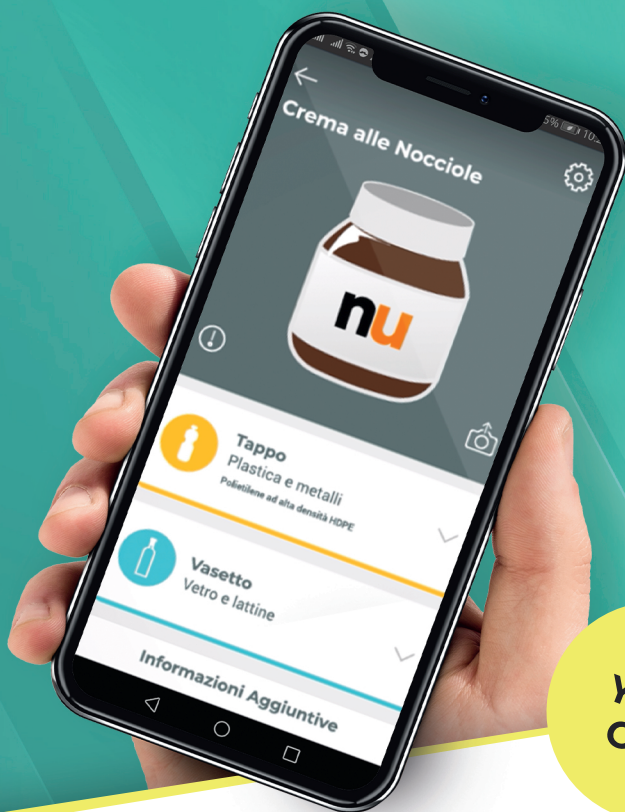 Crema alle Nocciole
nu
Tappo
Plastica e metalli
Polietilene ad alta densità HDPE
Vasetto
Vetro e lattine
Informazioni Aggiuntive